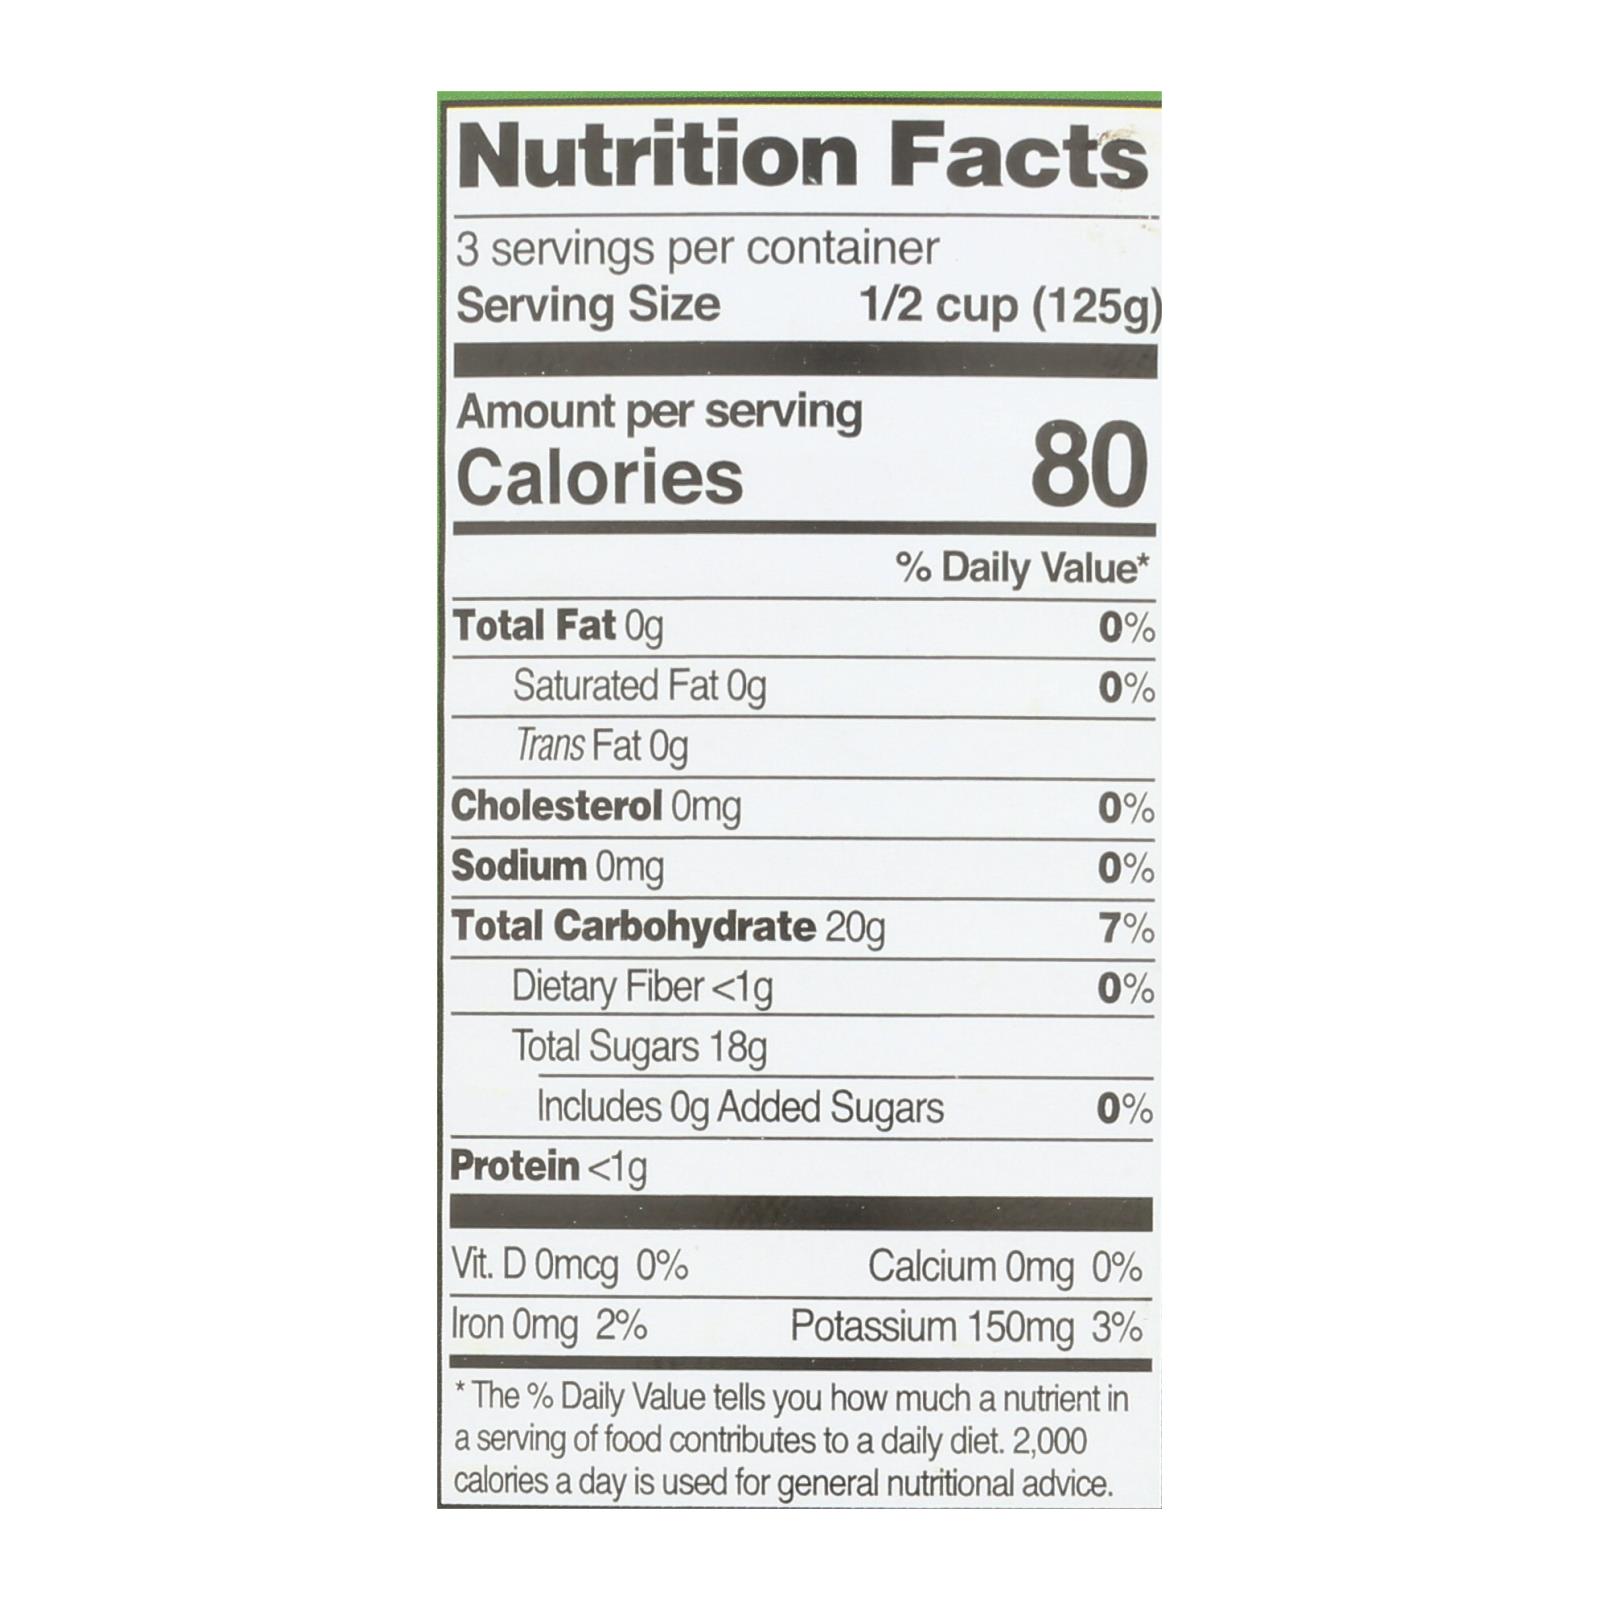 Nutrition Facts
3 servings per container
Serving Size 1/2 cup (125g)
Amount per serving
Calories 80
% Daily Value*
Total Fat 0g 0%
Saturated Fat 0g 0%
Trans Fat 0g
Cholesterol 0mg 0%
Sodium 0mg 0%
Total Carbohydrate 20g 7%
Dietary Fiber <1g 0%
Total Sugars 18g
Includes 0g Added Sugars 0%
Protein <1g
Vit. D 0mcg 0% Calcium 0mg 0%
Iron 0mg 2% Potassium 150mg 3%
* The % Daily Value tells you how much a nutrient in
a serving of food contributes to a daily diet. 2,000
calories a day is used for general nutritional advice.